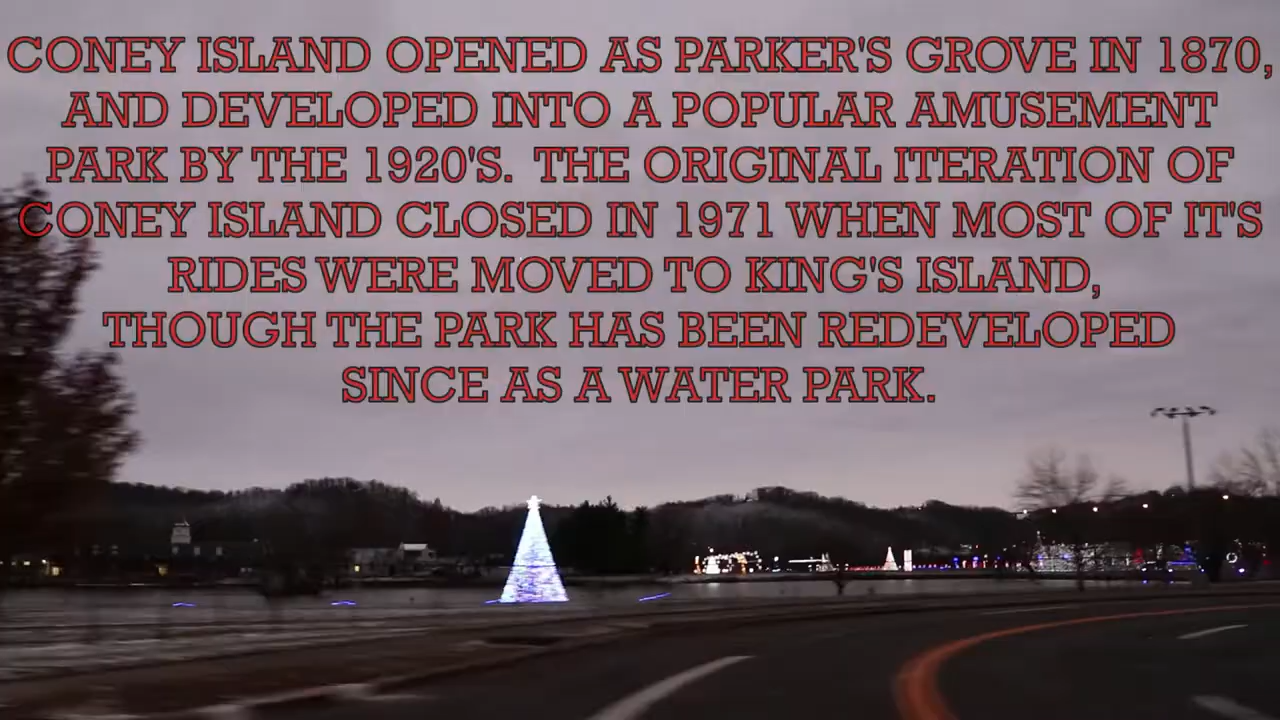 CONEY ISLAND OPENED AS PARKER'S GROVE IN 1870,
AND DEVELOPED INTO A POPULAR AMUSEMENT
PARK BY THE 1920'S. THE ORIGINAL ITERATION OF
CONEY ISLAND CLOSED IN 1971 WHEN MOST OF IT'S
RIDES WERE MOVED TO KING'S ISLAND,
THOUGH THE PARK HAS BEEN REDEVELOPED
SINCE AS A WATER PARK.